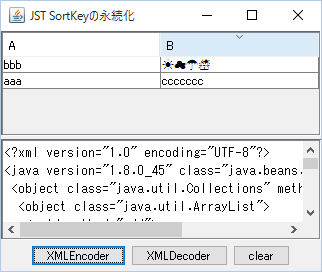 JST SortKeyの永続化
A B
bbb ☀☁☂☃
aaa ccccccc
<?xml version="1.0" encoding="UTF-8"?>
<java version="1.8.0_45" class="java.beans.
<object class="java.util.Collections" meth
<object class="java.util.ArrayList">
XMLEncoder XMLDecoder clear